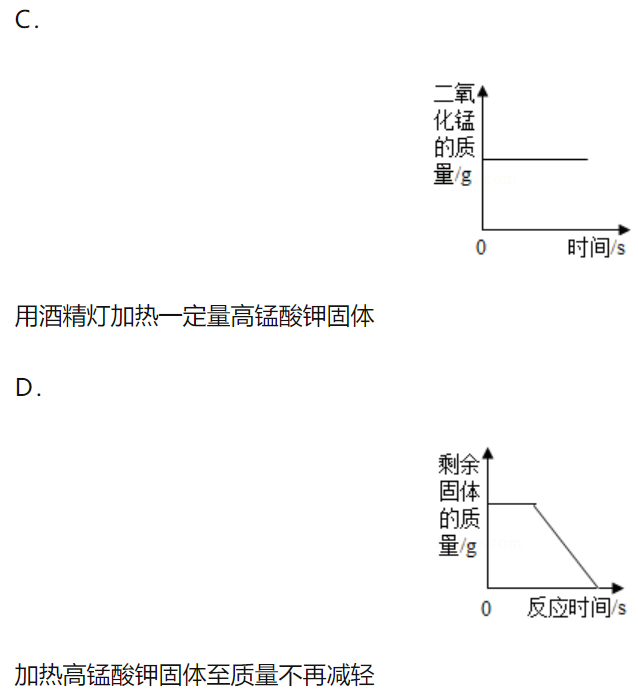 C.
二氧
化锰
的质
量/g
0
时间/s
用酒精灯加热一定量高锰酸钾固体
D.
剩余
固体
的质
量/g
0
反应时间/s
加热高锰酸钾固体至质量不再减轻